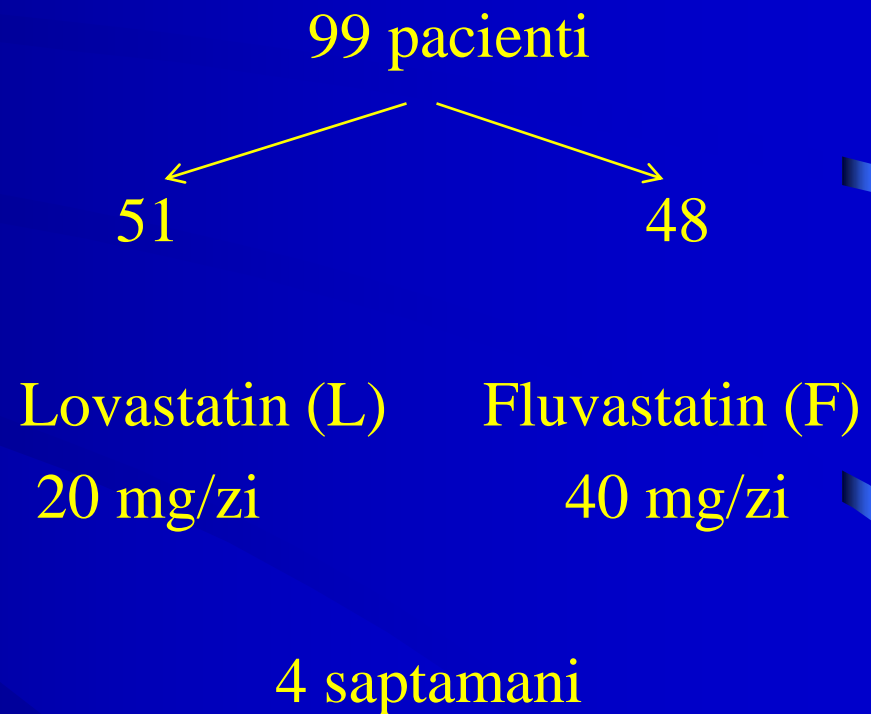 99 pacienti
51 48
Lovastatin (L) Fluvastatin (F)
20 mg/zi 40 mg/zi
4 saptamani